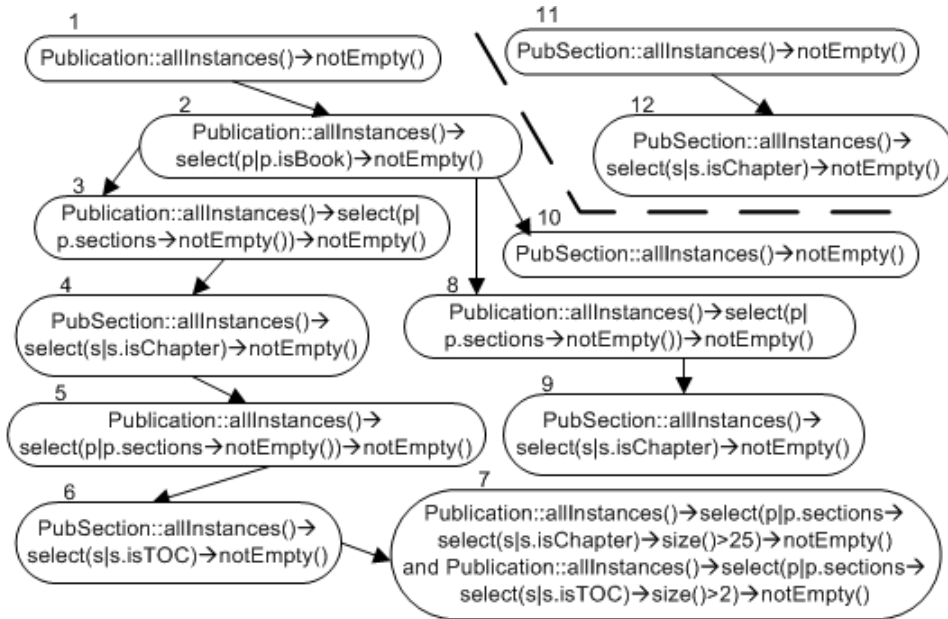 1
Publication::allInstances()→notEmpty()
2
Publication::allInstances()→
select(p|p.isBook)→notEmpty()
3
Publication::allInstances()→select(p|
p.sections→notEmpty())→notEmpty()
4
PubSection::allInstances()→
select(s|s.isChapter)→notEmpty()
5
Publication::allInstances()→
select(p|p.sections→notEmpty())→notEmpty()
6
PubSection::allInstances()→
select(s|s.isTOC)→notEmpty()
7
Publication::allInstances()→select(p|p.sections→
select(s|s.isChapter)→size()>25)→notEmpty()
and Publication::allInstances()→select(p|p.sections→
select(s|s.isTOC)→size()>2)→notEmpty()
8
Publication::allInstances()→select(p|
p.sections→notEmpty())→notEmpty()
9
PubSection::allInstances()→
select(s|s.isChapter)→notEmpty()
10
PubSection::allInstances()→notEmpty()
11
PubSection::allInstances()→notEmpty()
12
PubSection::allInstances()→
select(s|s.isChapter)→notEmpty()